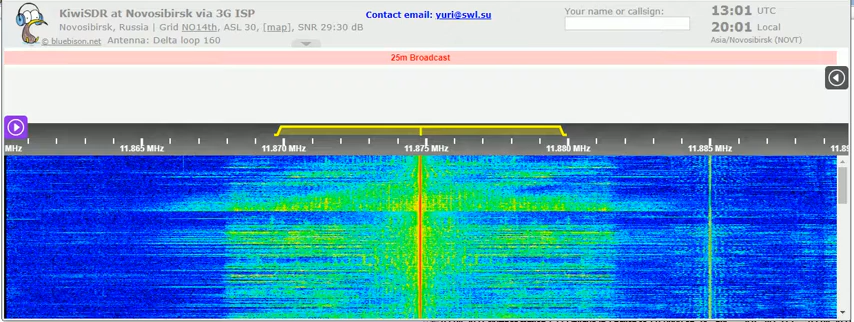 KiwiSDR at Novosibirsk via 3G ISP
Novosibirsk, Russia | Grid NO14th, ASL 30, [map], SNR 29:30 dB
© bluebison.net Antenna: Delta loop 160
Contact email: yuri@swl.su
Your name or callsign:
13:01 UTC
20:01 Local
Asia/Novosibirsk (NOVT)
25m Broadcast
MHz 11.865 MHz 11.870 MHz 11.875 MHz 11.880 MHz 11.885 MHz 11.89